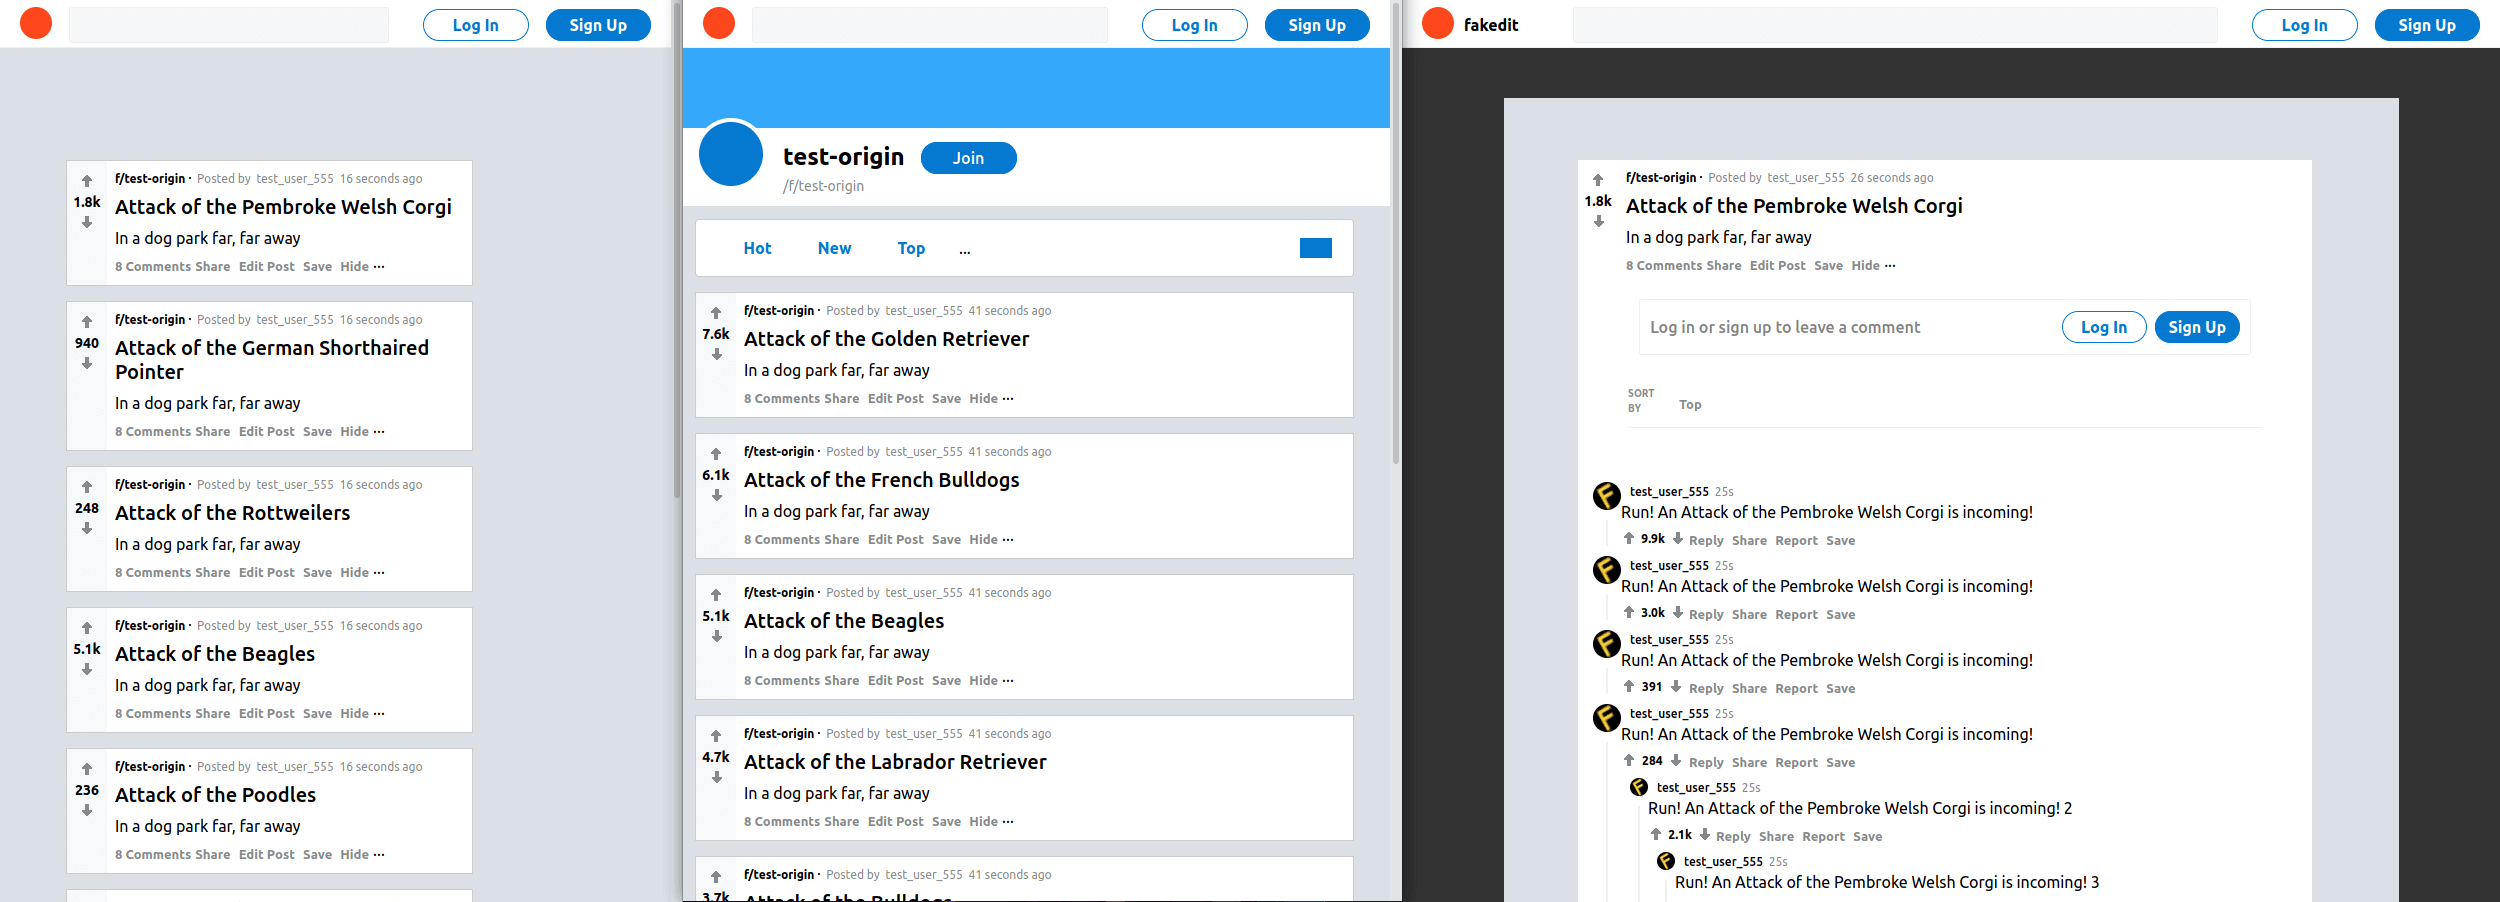 Log In
Sign Up
f/test-origin · Posted by test_user_555 16 seconds ago
1.8k
Attack of the Pembroke Welsh Corgi
In a dog park far, far away
8 Comments Share Edit Post Save Hide ···
f/test-origin · Posted by test_user_555 16 seconds ago
940
Attack of the German Shorthaired
Pointer
In a dog park far, far away
8 Comments Share Edit Post Save Hide ···
f/test-origin · Posted by test_user_555 16 seconds ago
248
Attack of the Rottweilers
In a dog park far, far away
8 Comments Share Edit Post Save Hide ···
f/test-origin · Posted by test_user_555 16 seconds ago
5.1k
Attack of the Beagles
In a dog park far, far away
8 Comments Share Edit Post Save Hide ···
f/test-origin · Posted by test_user_555 16 seconds ago
236
Attack of the Poodles
In a dog park far, far away
8 Comments Share Edit Post Save Hide ···
Log In
Sign Up
test-origin
Join
/f/test-origin
Hot New Top ...
f/test-origin · Posted by test_user_555 41 seconds ago
7.6k
Attack of the Golden Retriever
In a dog park far, far away
8 Comments Share Edit Post Save Hide ···
f/test-origin · Posted by test_user_555 41 seconds ago
6.1k
Attack of the French Bulldogs
In a dog park far, far away
8 Comments Share Edit Post Save Hide ···
f/test-origin · Posted by test_user_555 41 seconds ago
5.1k
Attack of the Beagles
In a dog park far, far away
8 Comments Share Edit Post Save Hide ···
f/test-origin · Posted by test_user_555 41 seconds ago
4.7k
Attack of the Labrador Retriever
In a dog park far, far away
8 Comments Share Edit Post Save Hide ···
f/test-origin · Posted by test_user_555 41 seconds ago
3.7k
Attack of the Bulldogs
fakedit
Log In
Sign Up
f/test-origin · Posted by test_user_555 26 seconds ago
1.8k
Attack of the Pembroke Welsh Corgi
In a dog park far, far away
8 Comments Share Edit Post Save Hide ···
Log in or sign up to leave a comment
Log In
Sign Up
SORT
BY
Top
F
test_user_555 25s
Run! An Attack of the Pembroke Welsh Corgi is incoming!
9.9k Reply Share Report Save
F
test_user_555 25s
Run! An Attack of the Pembroke Welsh Corgi is incoming!
3.0k Reply Share Report Save
F
test_user_555 25s
Run! An Attack of the Pembroke Welsh Corgi is incoming!
391 Reply Share Report Save
F
test_user_555 25s
Run! An Attack of the Pembroke Welsh Corgi is incoming!
284 Reply Share Report Save
F
test_user_555 25s
Run! An Attack of the Pembroke Welsh Corgi is incoming! 2
2.1k Reply Share Report Save
F
test_user_555 25s
Run! An Attack of the Pembroke Welsh Corgi is incoming! 3